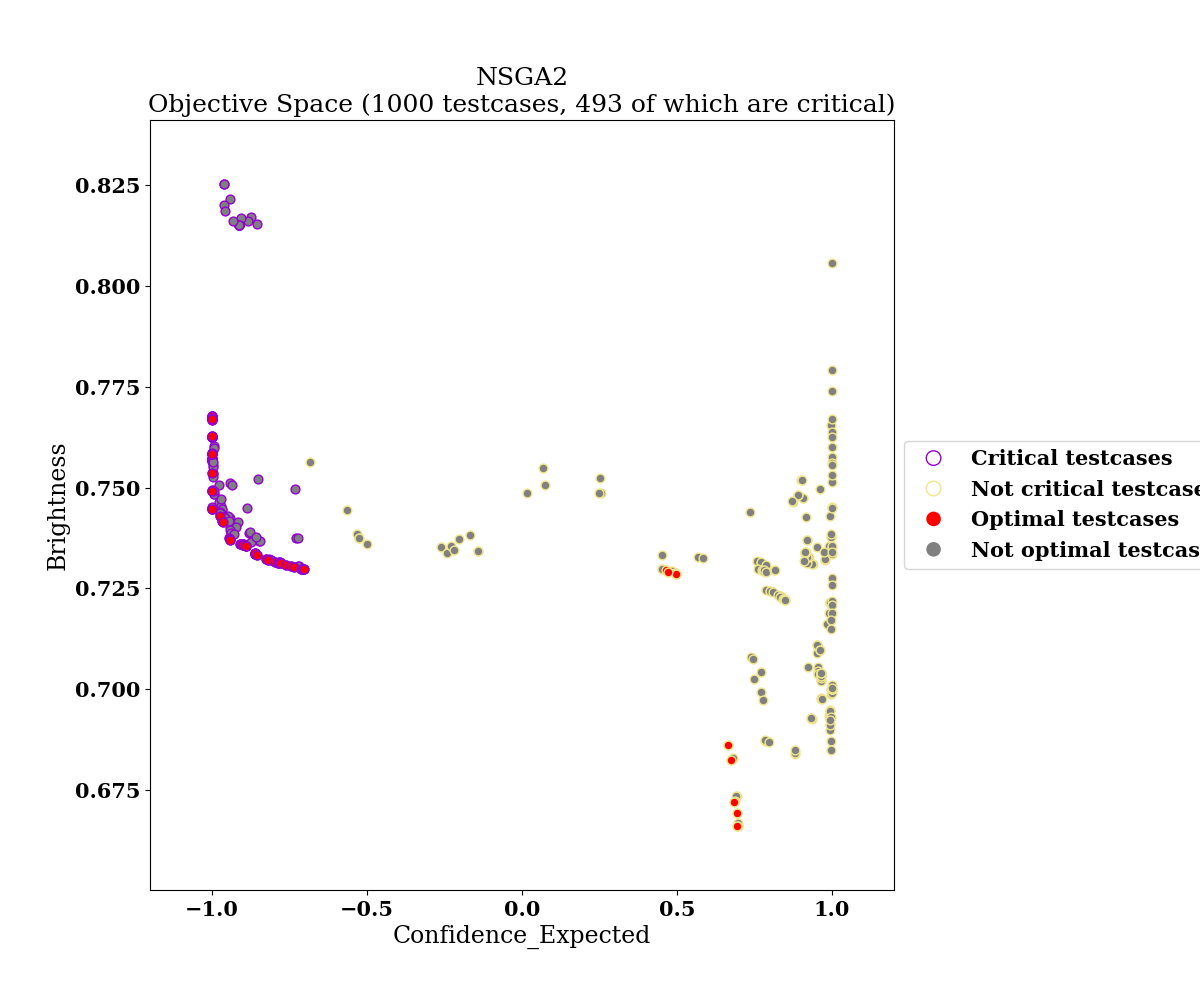 NSGA2
Objective Space (1000 testcases, 493 of which are critical)
0.825
0.800
0.775
0.750
0.725
0.700
0.675
Brightness
−1.0
−0.5
0.0
0.5
1.0
Confidence_Expected
Critical testcases
Not critical testcase
Optimal testcases
Not optimal testcas